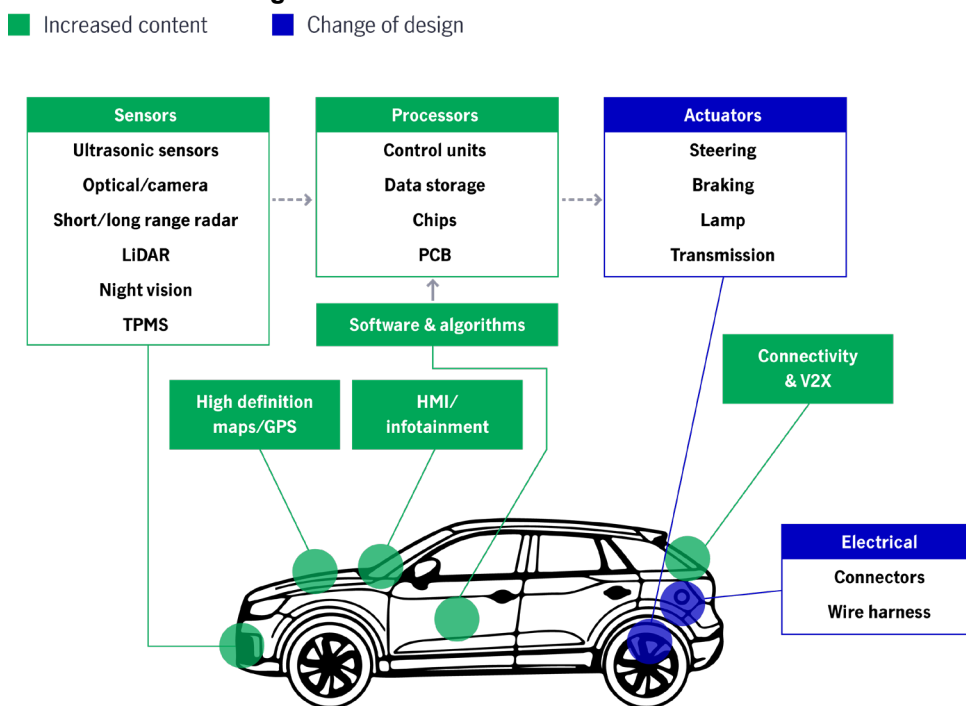 Increased content
Change of design
Sensors
Ultrasonic sensors
Optical/camera
Short/long range radar
LiDAR
Night vision
TPMS
Processors
Control units
Data storage
Chips
PCB
Actuators
Steering
Braking
Lamp
Transmission
Software & algorithms
Connectivity
& V2X
High definition
maps/GPS
HMI/
infotainment
Electrical
Connectors
Wire harness